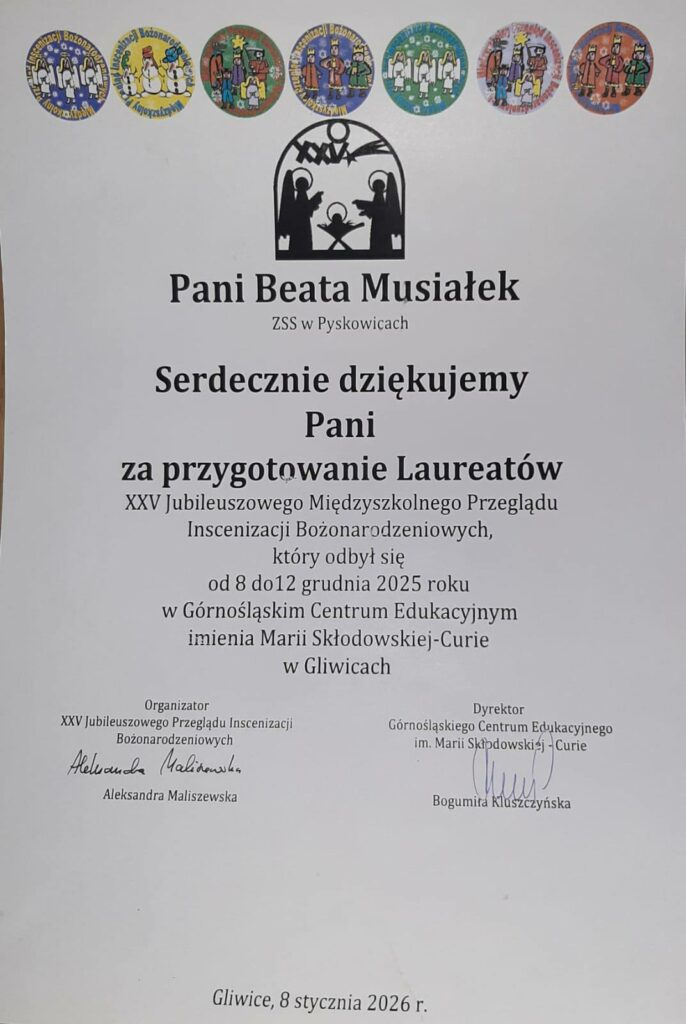 XXV
Pani Beata Musiałek
ZSS w Pyskowicach
Serdecznie dziękujemy
Pani
za przygotowanie Laureatów
XXV Jubileuszowego Międzyszkolnego Przeglądu
Inscenizacji Bożonarodzeniowych,
który odbył się
od 8 do12 grudnia 2025 roku
w Górnośląskim Centrum Edukacyjnym
imienia Marii Skłodowskiej-Curie
w Gliwicach
Organizator
XXV Jubileuszowego Przeglądu Inscenizacji
Bożonarodzeniowych
Aleksandra Maliszewska
Aleksandra Maliszewska
Dyrektor
Górnośląskiego Centrum Edukacyjnego
im. Marii Skłodowskiej - Curie
Bogumiła Kluszczyńska
Gliwice, 8 stycznia 2026 r.